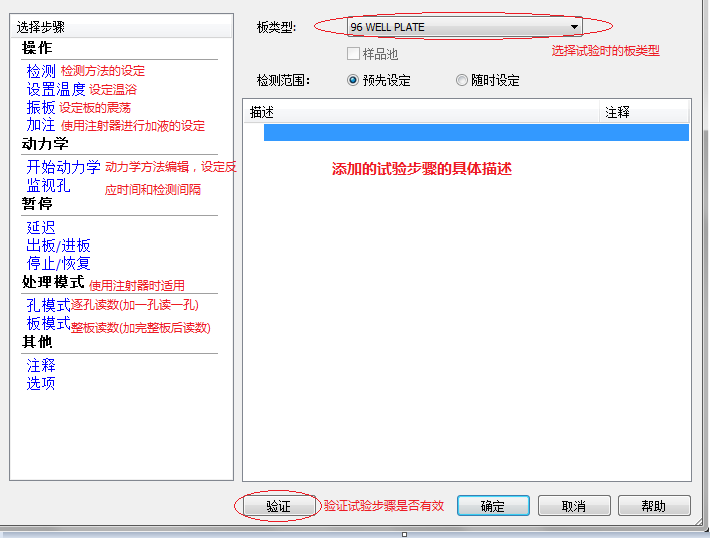 选择步骤
操作
检测 检测方法的设定
设置温度 设定温浴
振板 设定板的震荡
加注 使用注射器进行加液的设定
动力学
开始动力学 动力学方法编辑，设定反
监视孔 应时间和检测间隔
暂停
延迟
出板/进板
停止/恢复
处理模式 使用注射器时适用
孔模式 逐孔读数(加一孔读一孔)
板模式 整板读数(加完整板后读数)
其他
注释
选项
板类型: 96 WELL PLATE
选择试验时的板类型
样品池
检测范围: 预先设定 随时设定
描述 注释
添加的试验步骤的具体描述
验证 验证试验步骤是否有效 确定 取消 帮助